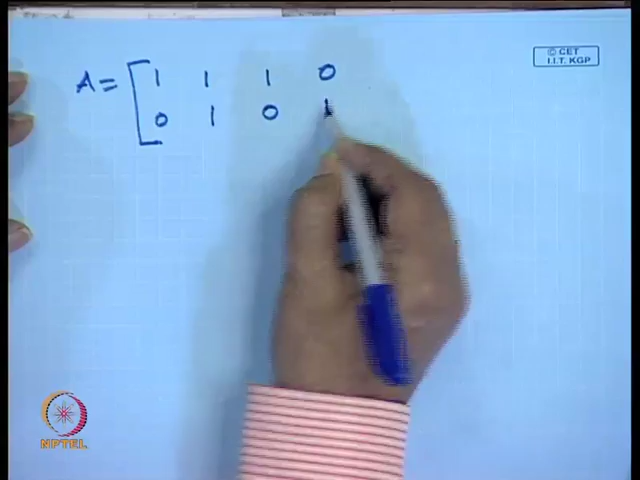 © CET
I.I.T. KGP
A = [ 1 1 1 0
0 1 0 1
NPTEL